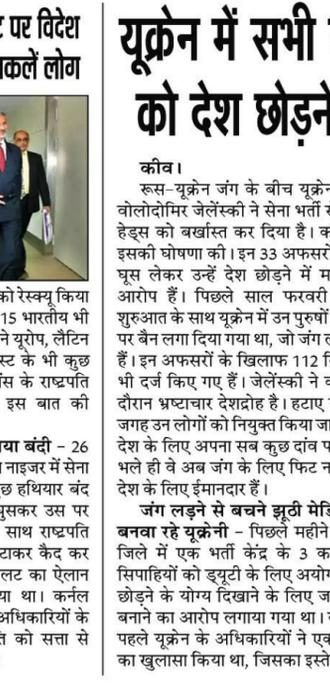 ट पर विदेश
नकलें लोग
को रेस्क्यू किया
15 भारतीय भी
ने यूरोप, लैटिन
स्ट के भी कुछ
ंस के राष्ट्रपति
इस बात की
या बंदी – 26
नाइजर में सेना
छ हथियार बंद
घुसकर उस पर
साथ राष्ट्रपति
टाकर कैद कर
लट का ऐलान
या था। कर्नल
अधिकारियों के
ति को सत्ता से
यूक्रेन में सभी
को देश छोड़ने
कीव।
रूस–यूक्रेन जंग के बीच यूक्रेन
वोलोदोमिर जेलेंस्की ने सेना भर्ती से
हेड्स को बर्खास्त कर दिया है। क
इसकी घोषणा की। इन 33 अफसरों
घूस लेकर उन्हें देश छोड़ने में म
आरोप हैं। पिछले साल फरवरी
शुरुआत के साथ यूक्रेन में उन पुरुषों
पर बैन लगा दिया गया था, जो जंग ल
हैं। इन अफसरों के खिलाफ 112 वि
भी दर्ज किए गए हैं। जेलेंस्की ने व
दौरान भ्रष्टाचार देशद्रोह है। हटाए
जगह उन लोगों को नियुक्त किया जा
देश के लिए अपना सब कुछ दांव प
भले ही वे अब जंग के लिए फिट न
देश के लिए ईमानदार हैं।
जंग लड़ने से बचने झूठी मेडि
बनवा रहे यूक्रेनी – पिछले महीने
जिले में एक भर्ती केंद्र के 3 क
सिपाहियों को ड्यूटी के लिए अयो
छोड़ने के योग्य दिखाने के लिए ज
बनाने का आरोप लगाया गया था।
पहले यूक्रेन के अधिकारियों ने एक
का खुलासा किया था, जिसका इस्ते